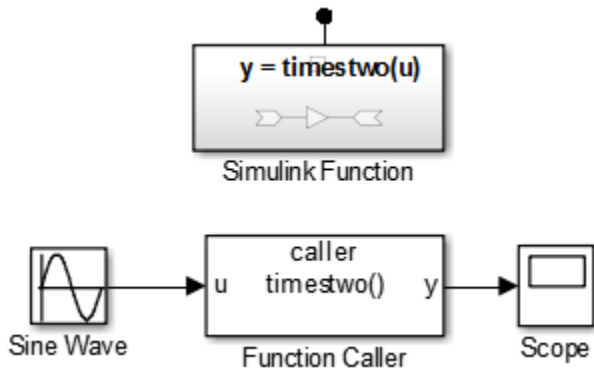 y = timestwo(u)
Simulink Function
caller
u timestwo() y
Sine Wave
Function Caller
Scope